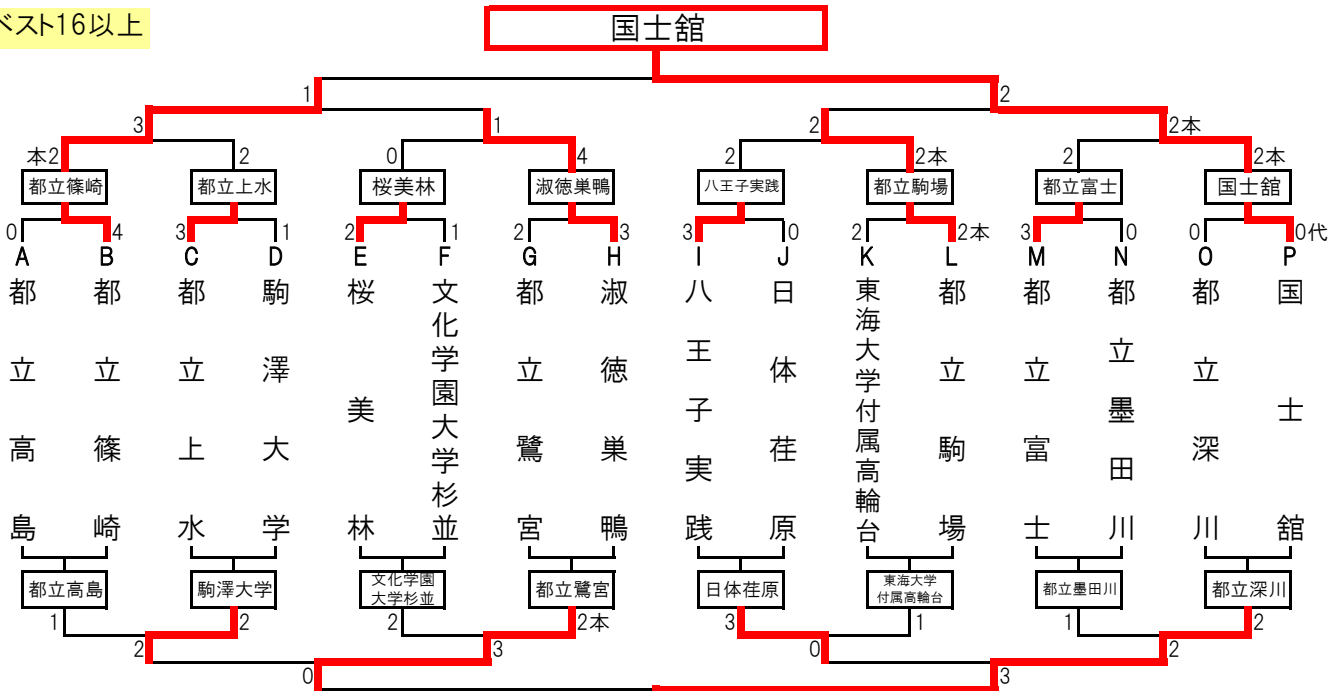 ベスト16以上
国士舘
1
2
3
1
2
2本
本2
2
0
4
2
2本
2
2本
都立篠崎
都立上水
桜美林
淑徳巣鴨
八王子実践
都立駒場
都立富士
国士舘
0
4
3
1
2
1
2
3
3
0
2
2本
3
0
0
0代
A
B
C
D
E
F
G
H
I
J
K
L
M
N
O
P
都立高島
都立篠崎
都立上水
駒澤大学
桜美林
文化学園大学杉並
都立鷺宮
淑徳巣鴨
八王子実践
日体荏原
東海大学付属高輪台
都立駒場
都立富士
都立墨田川
都立深川
国士舘
都立高島
駒澤大学
文化学園
大学杉並
都立鷺宮
日体荏原
東海大学
付属高輪台
都立墨田川
都立深川
1
2
2
2本
3
1
1
2
2
3
0
2
0
3